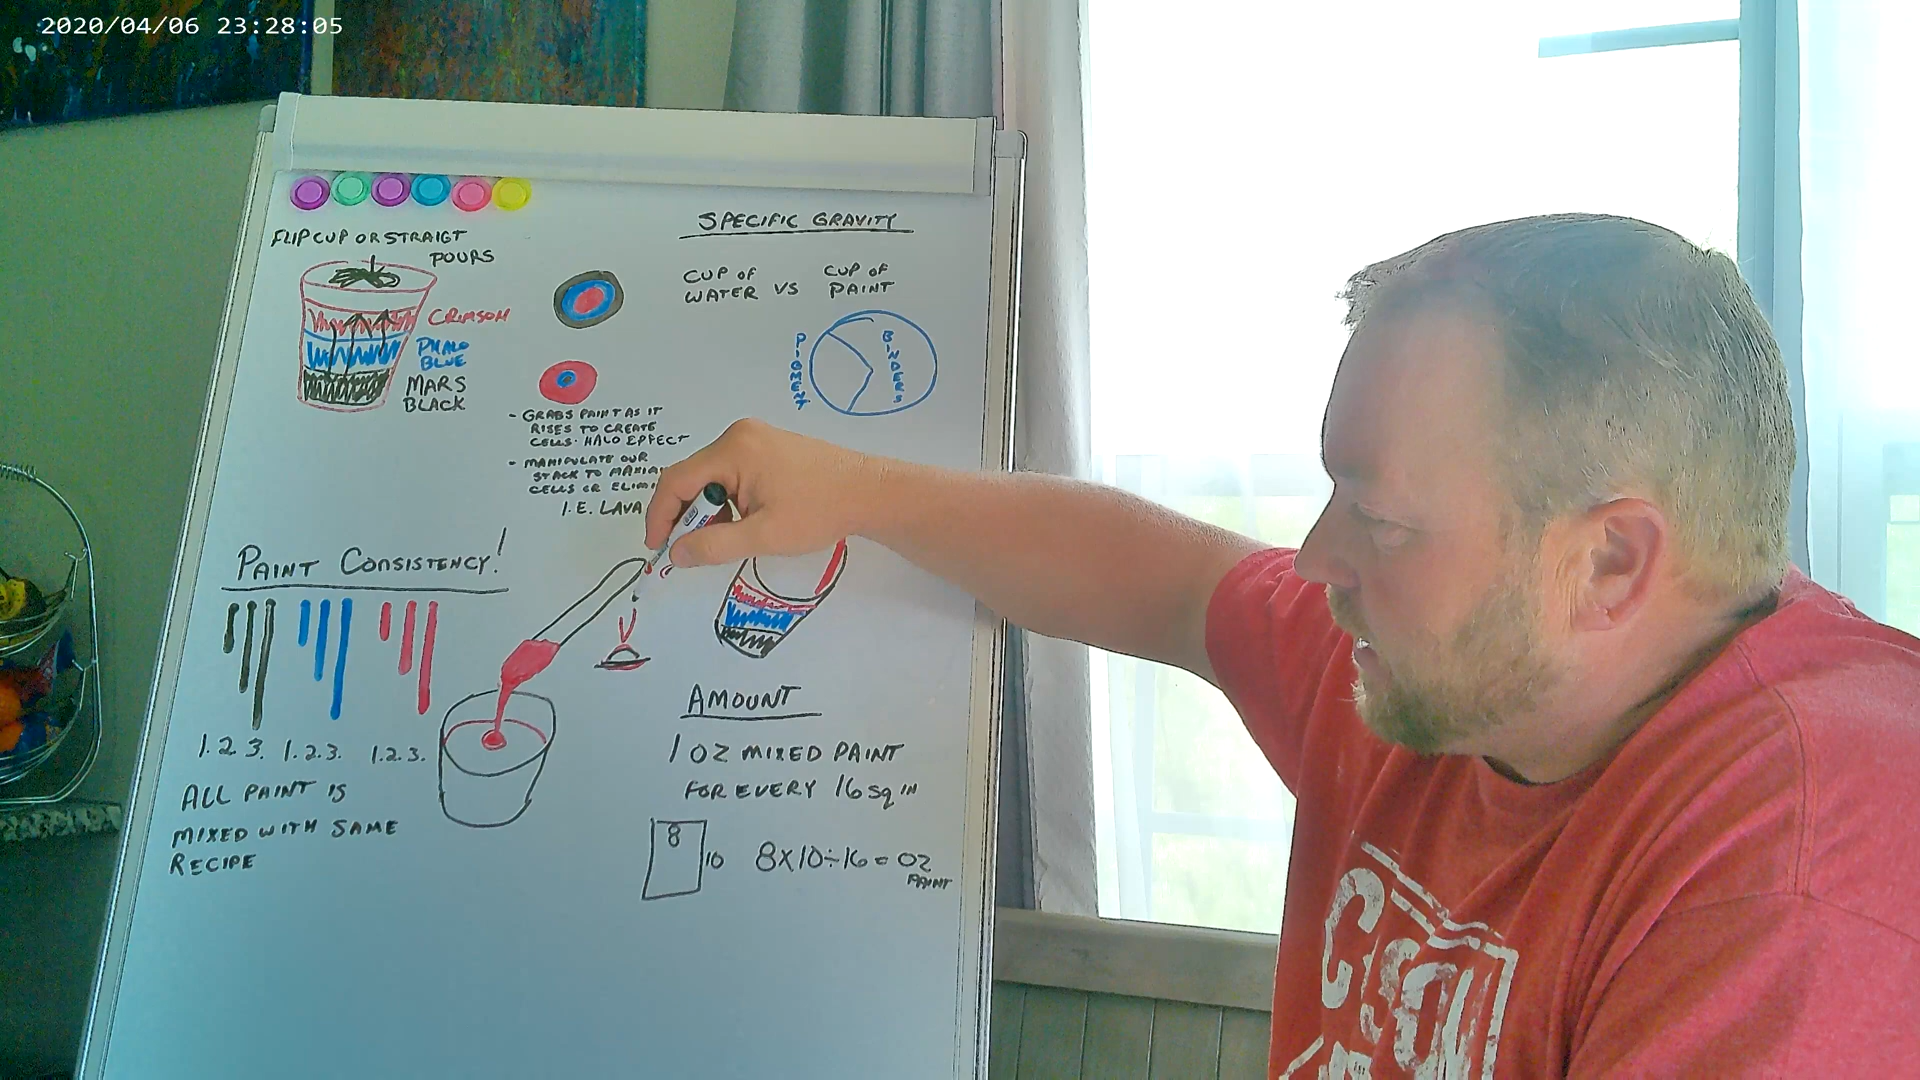 2020/04/06 23:28:05
FLIP CUP OR STRAIGT
POURS
CRIMSON
PHALO
BLUE
MARS
BLACK
- GRABS PAINT AS IT
RISES TO CREATE
CELLS. HALO EFFECT
- MANIPULATE OUR
STACK TO
CELLS OR
I.E. LAVA
SPECIFIC GRAVITY
CUP OF
WATER VS
CUP OF
PAINT
PIGMENT
BINDERS
PAINT CONSISTENCY!
1. 2. 3. 1. 2. 3. 1. 2. 3.
ALL PAINT IS
MIXED WITH SAME
RECIPE
AMOUNT
1 OZ MIXED PAINT
FOR EVERY 16 SQ IN
8
10
8X10÷16 = OZ
PAINT